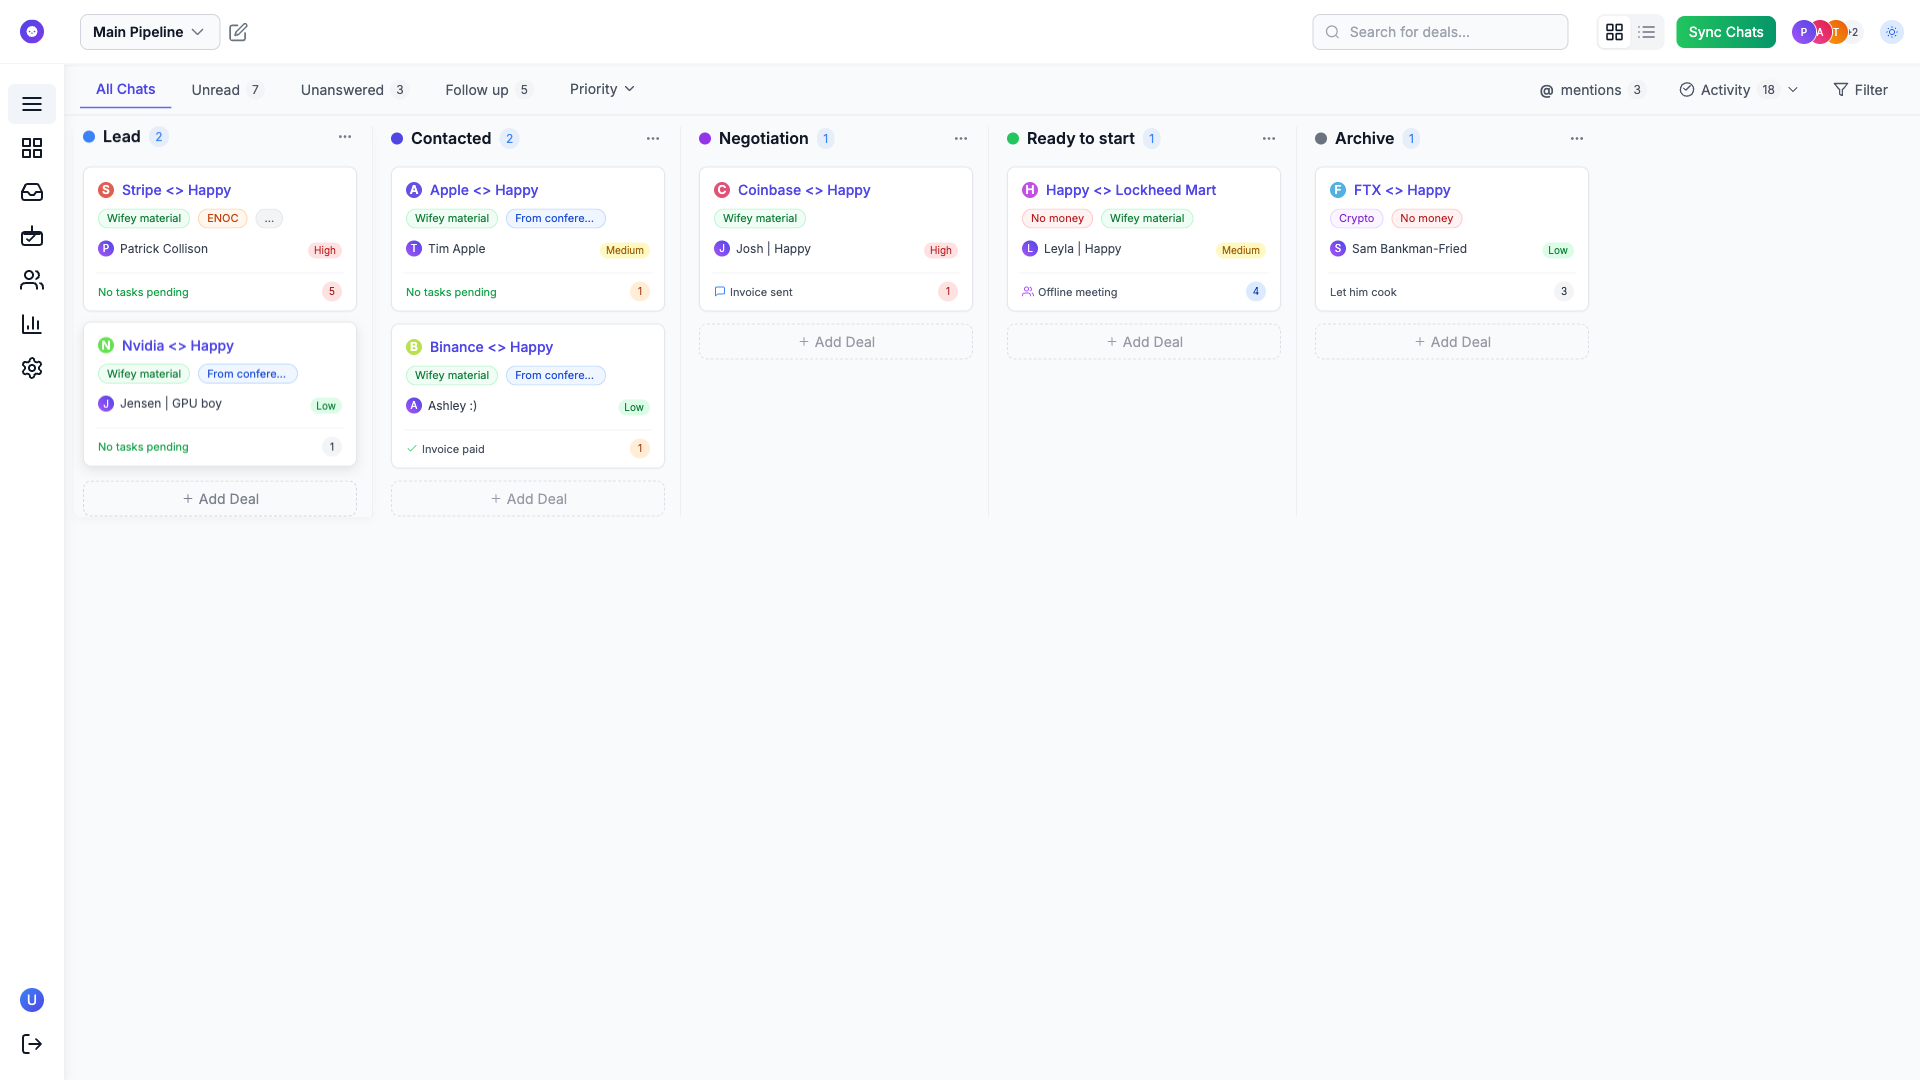 Main Pipeline
Search for deals...
Sync Chats
P A T +2
All Chats
Unread 7
Unanswered 3
Follow up 5
Priority
@ mentions 3
Activity 18
Filter
Lead 2 ...
S Stripe <> Happy
Wifey material ENOC ...
P Patrick Collison High
No tasks pending 5
N Nvidia <> Happy
Wifey material From confere...
J Jensen | GPU boy Low
No tasks pending 1
+ Add Deal
Contacted 2 ...
A Apple <> Happy
Wifey material From confere...
T Tim Apple Medium
No tasks pending 1
B Binance <> Happy
Wifey material From confere...
A Ashley :) Low
Invoice paid 1
+ Add Deal
Negotiation 1 ...
C Coinbase <> Happy
Wifey material
J Josh | Happy High
Invoice sent 1
+ Add Deal
Ready to start 1 ...
H Happy <> Lockheed Mart
No money Wifey material
L Leyla | Happy Medium
Offline meeting 4
+ Add Deal
Archive 1 ...
F FTX <> Happy
Crypto No money
S Sam Bankman-Fried Low
Let him cook 3
+ Add Deal
U